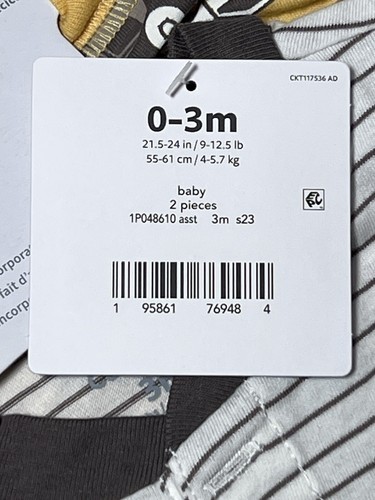 CKT117536 AD
0-3m
21.5-24 in / 9-12.5 lb
55-61 cm / 4-5.7 kg
baby
2 pieces
1P048610 asst 3m s23
1 95861 76948 4
fait d'